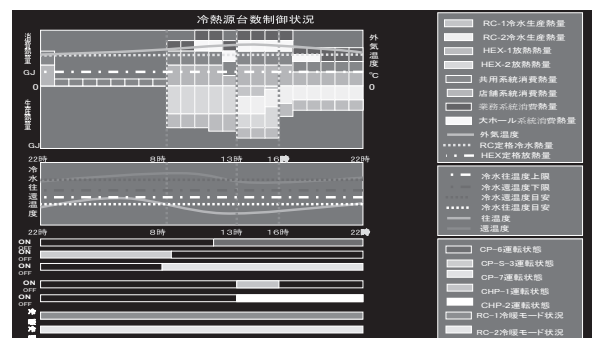 冷熱源台数制御状況
消費熱量
GJ
0
生産熱量
GJ
外気温度
℃
0
22時 8時 13時 16時 22時
冷水往還温度
22時 8時 13時 16時 22時
ON
OFF
ON
OFF
ON
OFF
ON
OFF
ON
OFF
RC-1冷水生産熱量
RC-2冷水生産熱量
HEX-1放熱熱量
HEX-2放熱熱量
共用系統消費熱量
店舗系統消費熱量
業務系統消費熱量
大ホール系統消費熱量
外気温度
RC定格冷水熱量
HEX定格放熱量
冷水往温度上限
冷水還温度下限
冷水還温度目安
冷水往温度目安
往温度
還温度
CP-6運転状態
CP-S-3運転状態
CP-7運転状態
CHP-1運転状態
CHP-2運転状態
RC-1冷暖モード状況
RC-2冷暖モード状況